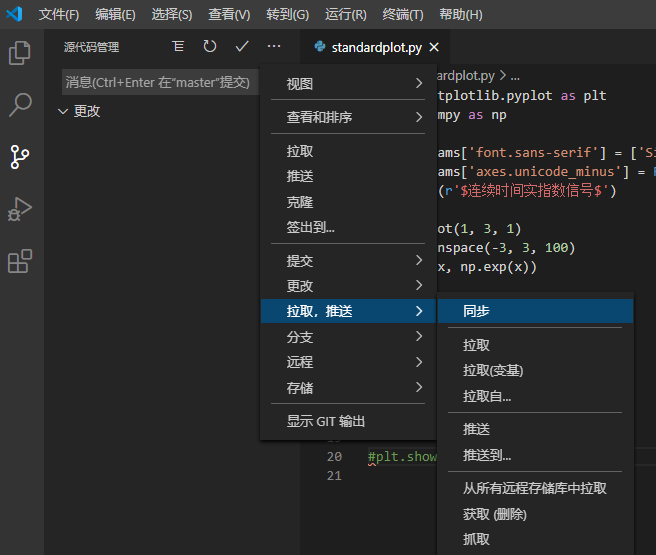 文件(F) 编辑(E) 选择(S) 查看(V) 转到(G) 运行(R) 终端(T) 帮助(H)
源代码管理
standardplot.py
消息(Ctrl+Enter 在"master"提交)
更改
视图
查看和排序
拉取
推送
克隆
签出到...
提交
更改
拉取，推送
分支
远程
存储
显示 GIT 输出
dardplot.py > ...
tplotlib.pyplot as plt
mpy as np
ams['font.sans-serif'] = ['Si
ams['axes.unicode_minus'] = F
(r'$连续时间实指数信号$')
ot(1, 3, 1)
nspace(-3, 3, 100)
x, np.exp(x))
同步
拉取
拉取(变基)
拉取自...
推送
推送到...
从所有远程存储库中拉取
获取 (删除)
抓取
20 #plt.show
21